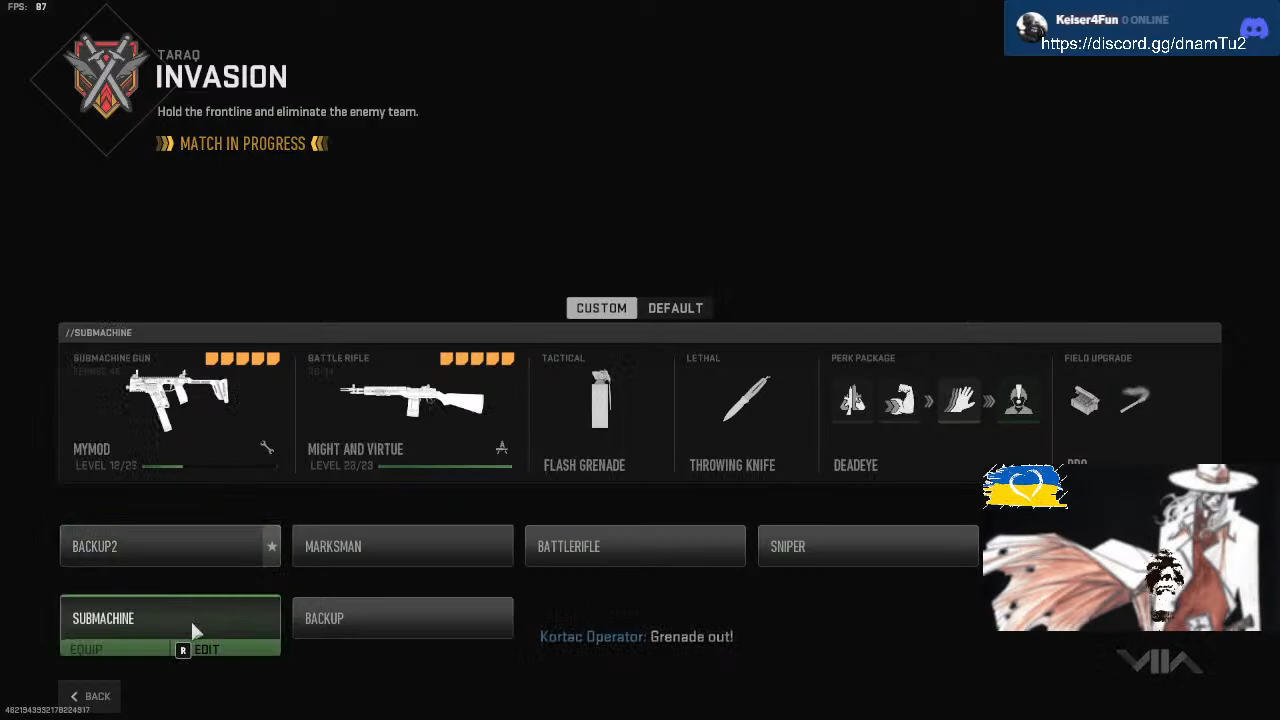 FPS: 87
Keiser4Fun 0 ONLINE
https://discord.gg/dnamTu2
TARAQ
INVASION
Hold the frontline and eliminate the enemy team.
MATCH IN PROGRESS
CUSTOM DEFAULT
//SUBMACHINE
SUBMACHINE GUN
BATTLE RIFLE
TACTICAL
LETHAL
PERK PACKAGE
FIELD UPGRADE
MYMOD
LEVEL 12/23
MIGHT AND VIRTUE
LEVEL 23/23
FLASH GRENADE
THROWING KNIFE
DEADEYE
BACKUP2
MARKSMAN
BATTLERIFLE
SNIPER
SUBMACHINE
EQUIP R EDIT
BACKUP
Kortac Operator: Grenade out!
BACK